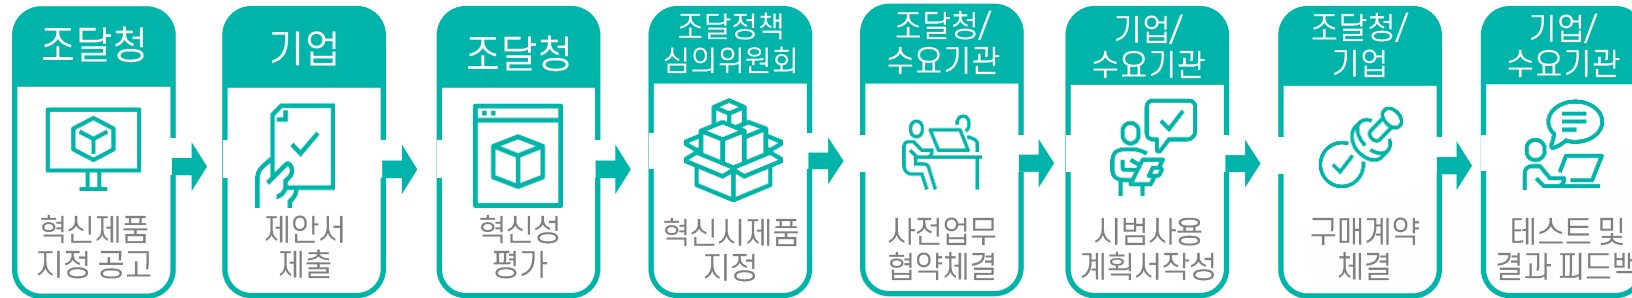 조달청
혁신제품
지정 공고
기업
제안서
제출
조달청
혁신성
평가
조달정책
심의위원회
혁신시제품
지정
조달청/
수요기관
사전업무
협약체결
기업/
수요기관
시범사용
계획서작성
조달청/
기업
구매계약
체결
기업/
수요기관
테스트 및
결과 피드백